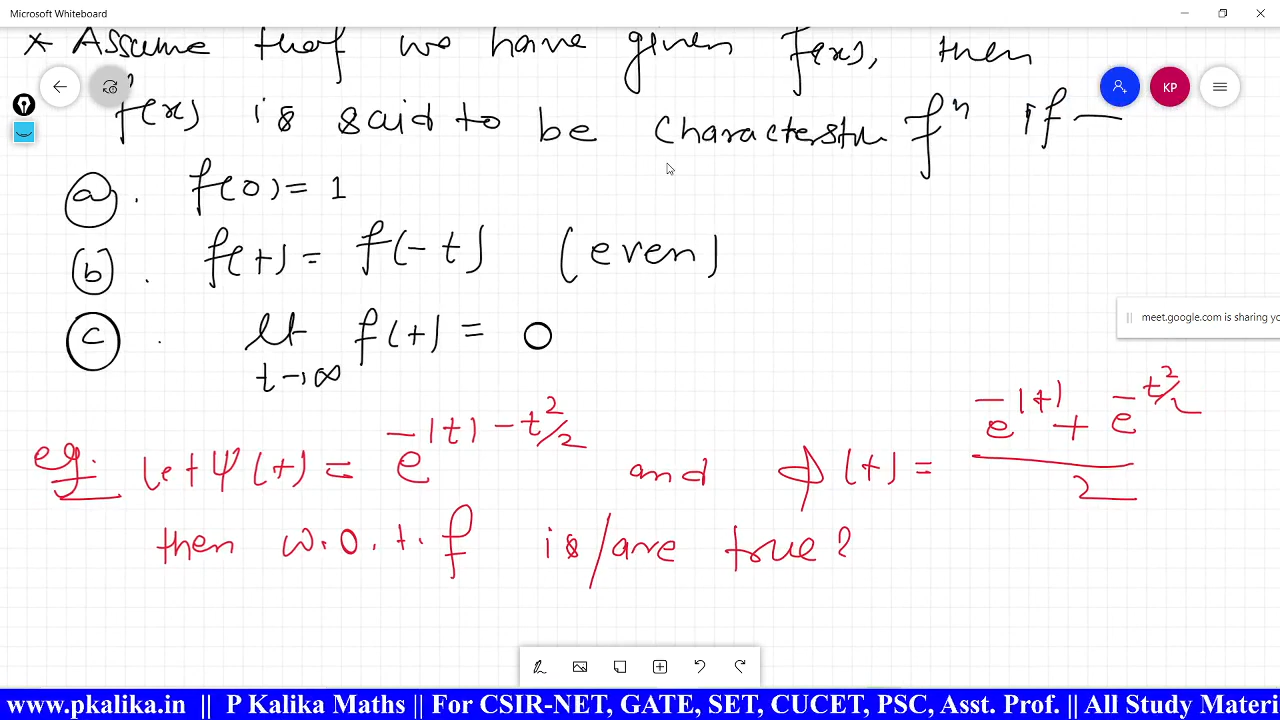 Microsoft Whiteboard
* Assume that we have given f(x), then
f(x) is said to be characterstic fⁿ if —
KP
(a). f(0) = 1
(b). f(t) = f(-t) (even)
(c). lt f(t) = 0
t→∞
meet.google.com is sharing yo
eg. let ψ(t) = e^{-|t| - t²/2} and φ(t) = (e^{-|t|} + e^{-t²/2})/2
then w.o.t.f is/are true?
www.pkalika.in || P Kalika Maths || For CSIR-NET, GATE, SET, CUCET, PSC, Asst. Prof. || All Study Materi